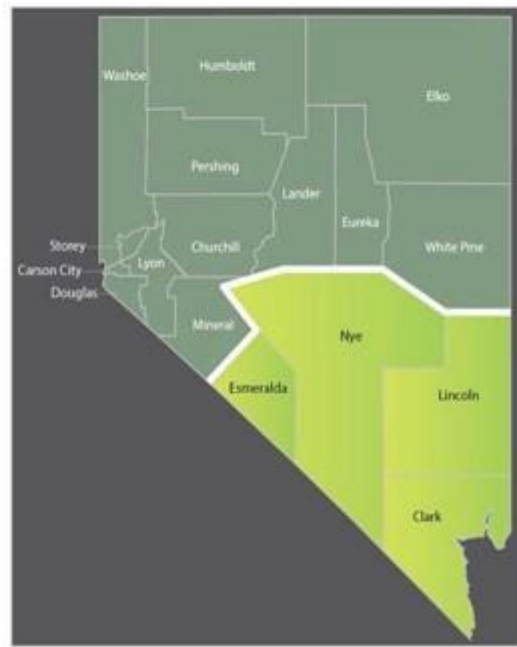 Washoe
Humboldt
Elko
Pershing
Lander
Eureka
White Pine
Storey
Lyon
Churchill
Carson City
Douglas
Mineral
Nye
Esmeralda
Lincoln
Clark